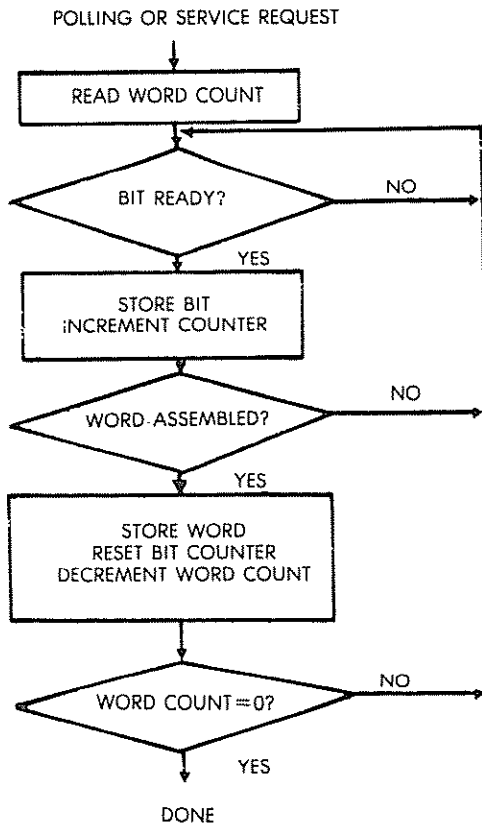 POLLING OR SERVICE REQUEST
READ WORD COUNT
BIT READY?
NO
YES
STORE BIT
INCREMENT COUNTER
WORD-ASSEMBLED?
NO
YES
STORE WORD
RESET BIT COUNTER
DECREMENT WORD COUNT
WORD COUNT=0?
NO
YES
DONE